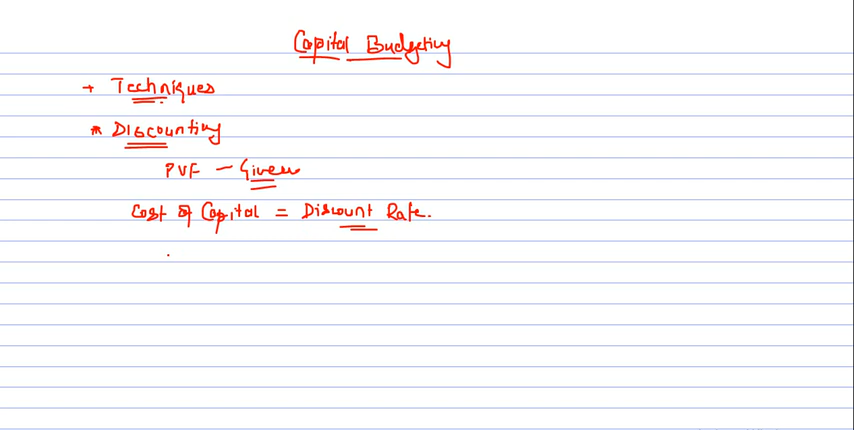 Capital Budgeting
→ Techniques
* Discounting
PVF - Given
Cost of Capital = Discount Rate.